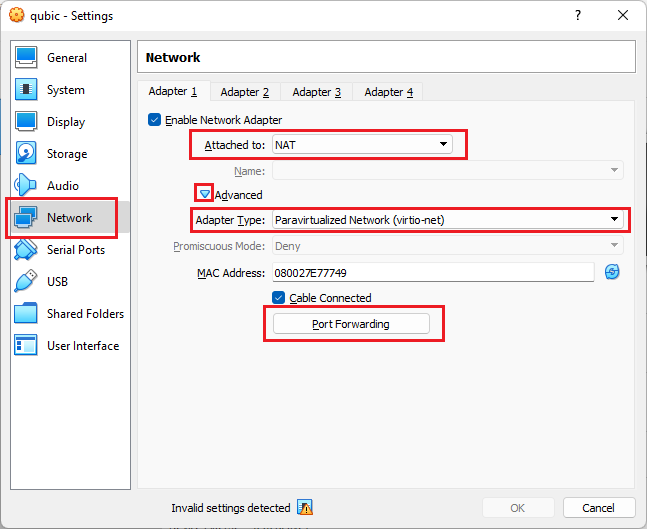 qubic - Settings
General
System
Display
Storage
Audio
Network
Serial Ports
USB
Shared Folders
User Interface
Network
Adapter 1 Adapter 2 Adapter 3 Adapter 4
Enable Network Adapter
Attached to: NAT
Name:
Advanced
Adapter Type: Paravirtualized Network (virtio-net)
Promiscuous Mode: Deny
MAC Address: 080027E77749
Cable Connected
Port Forwarding
Invalid settings detected
OK Cancel